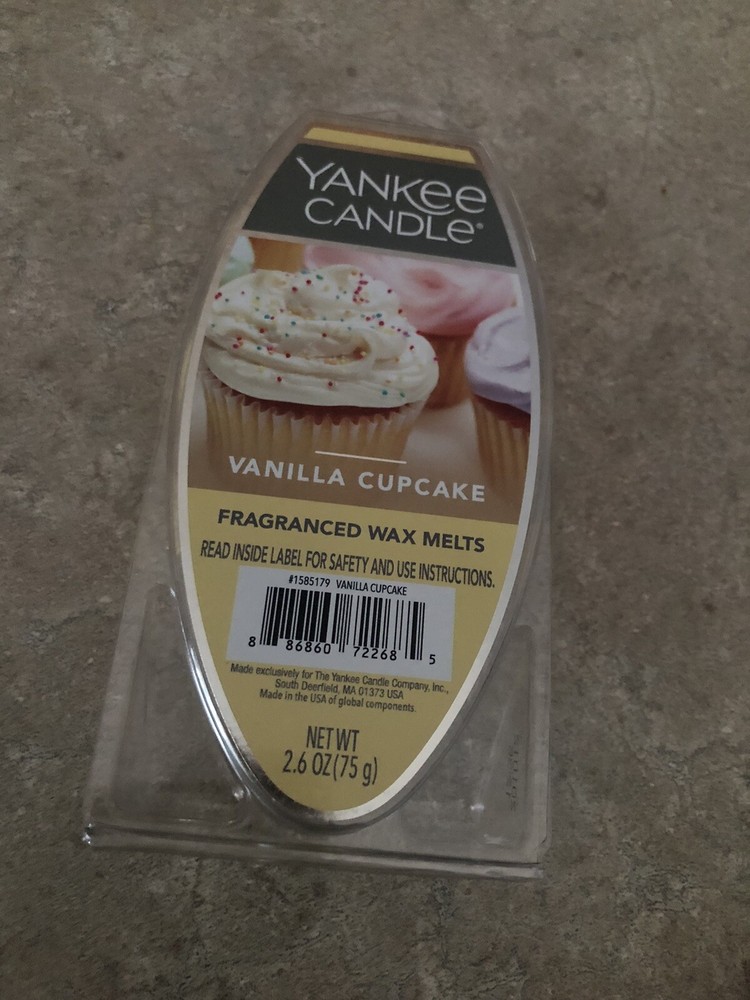 YANKEE
CANDLE®
VANILLA CUPCAKE
FRAGRANCED WAX MELTS
READ INSIDE LABEL FOR SAFETY AND USE INSTRUCTIONS.
#1585179 VANILLA CUPCAKE
8 86860 72268 5
Made exclusively for The Yankee Candle Company, Inc.,
South Deerfield, MA 01373 USA
Made in the USA of global components.
NET WT
2.6 OZ (75 g)